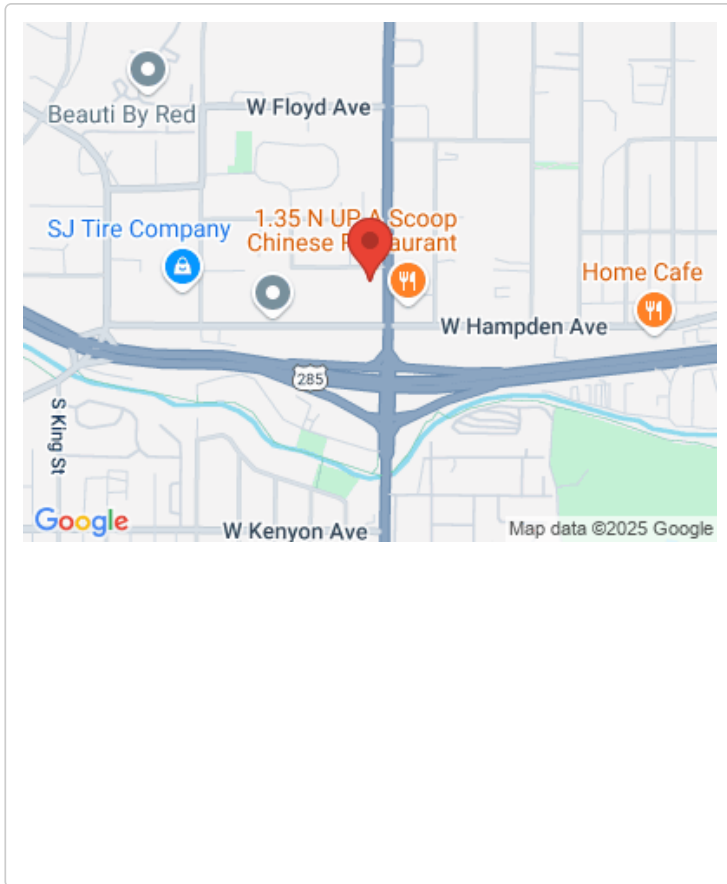 W Floyd Ave
Beauti By Red
1.35 N UP A Scoop
Chinese Restaurant
SJ Tire Company
Home Cafe
W Hampden Ave
285
S King St
Google
W Kenyon Ave
Map data ©2025 Google